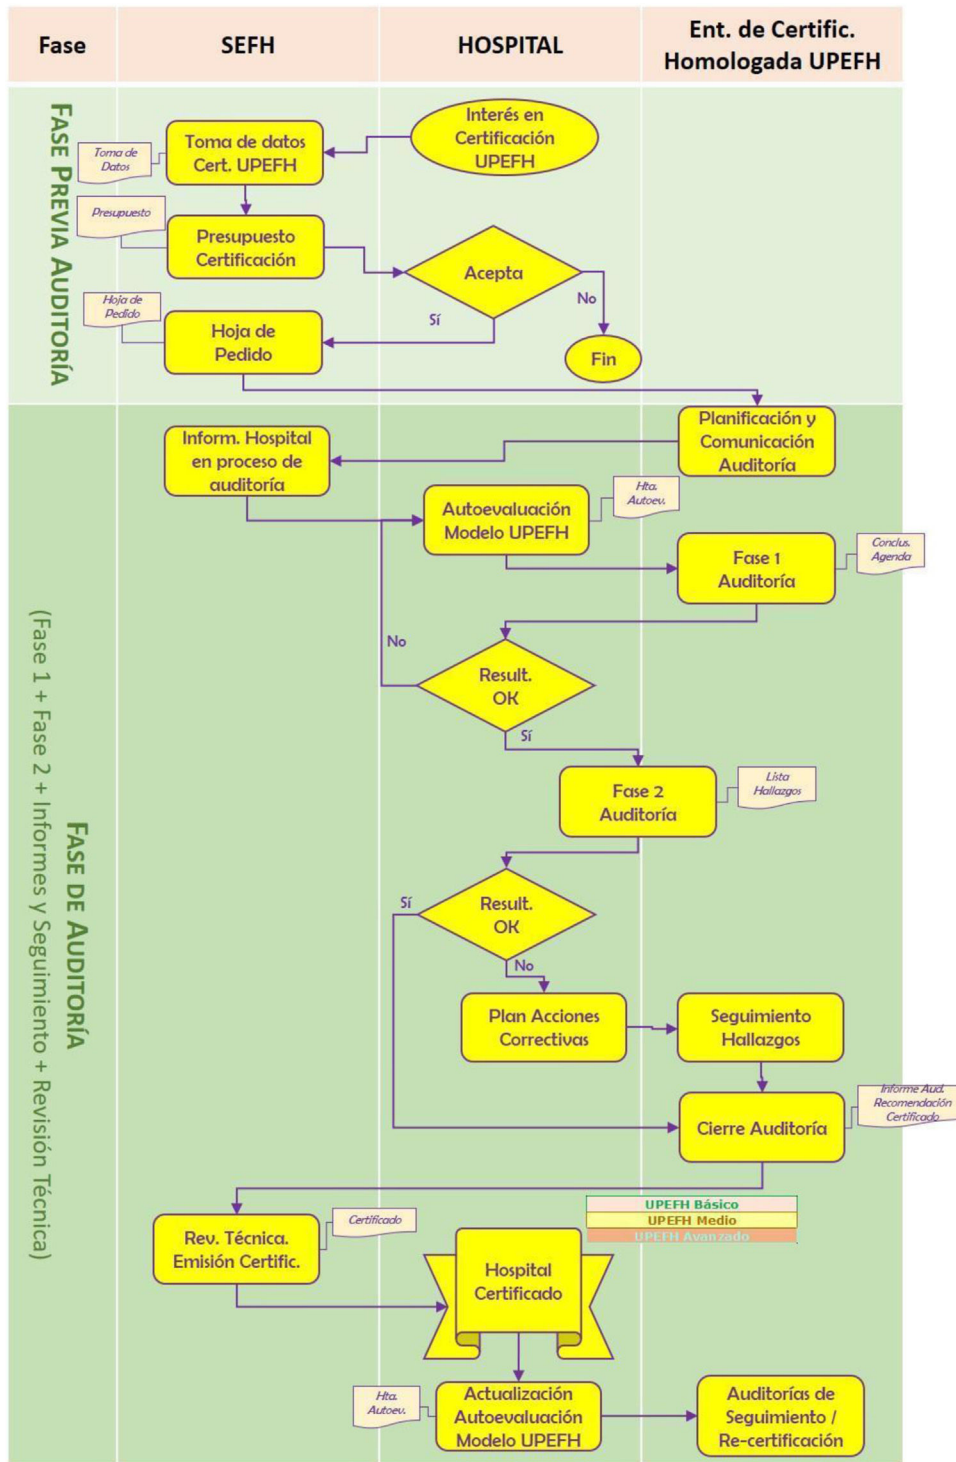 Fase
SEFH
HOSPITAL
Ent. de Certific.
Homologada UPEFH
FASE PREVIA AUDITORÍA
Interés en
Certificación
UPEFH
Toma de datos
Cert. UPEFH
Toma de
Datos
Presupuesto
Presupuesto
Certificación
Acepta
No
Sí
Hoja de
Pedido
Hoja de
Pedido
Fin
FASE DE AUDITORÍA
(Fase 1 + Fase 2 + Informes y Seguimiento + Revisión Técnica)
Planificación y
Comunicación
Auditoría
Inform. Hospital
en proceso de
auditoría
Autoevaluación
Modelo UPEFH
Hta.
Autoev.
Fase 1
Auditoría
Conclus.
Agenda
No
Result.
OK
Sí
Fase 2
Auditoría
Lista
Hallazgos
Sí
Result.
OK
No
Plan Acciones
Correctivas
Seguimiento
Hallazgos
Cierre Auditoría
Informe Aud.
Recomendación
Certificado
UPEFH Básico
UPEFH Medio
UPEFH Avanzado
Rev. Técnica.
Emisión Certific.
Certificado
Hospital
Certificado
Hta.
Autoev.
Actualización
Autoevaluación
Modelo UPEFH
Auditorías de
Seguimiento /
Re-certificación